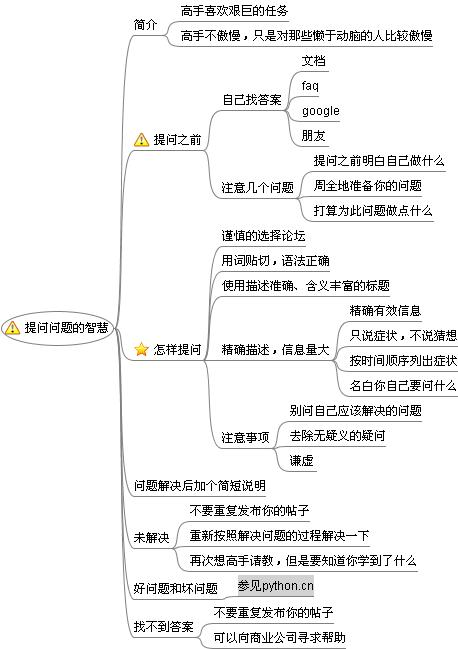 简介
高手喜欢艰巨的任务
高手不傲慢，只是对那些懒于动脑的人比较傲慢
提问之前
自己找答案
文档
faq
google
朋友
注意几个问题
提问之前明白自己做什么
周全地准备你的问题
打算为此问题做点什么
提问问题的智慧
怎样提问
谨慎的选择论坛
用词贴切，语法正确
使用描述准确、含义丰富的标题
精确描述，信息量大
精确有效信息
只说症状，不说猜想
按时间顺序列出症状
名白你自己要问什么
注意事项
别问自己应该解决的问题
去除无疑义的疑问
谦虚
问题解决后加个简短说明
未解决
不要重复发布你的帖子
重新按照解决问题的过程解决一下
再次想高手请教，但是要知道你学到了什么
好问题和坏问题
参见python.cn
找不到答案
不要重复发布你的帖子
可以向商业公司寻求帮助